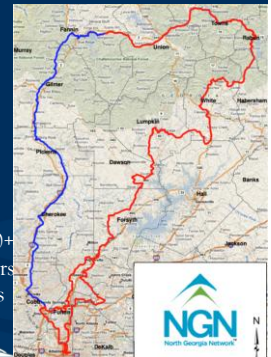 Fannin
Towns
Murray
Union
Rabun
Gilmer
White
Habersham
Lumpkin
Pickens
Dawson
Banks
Hall
Cherokee
Forsyth
Jackson
)+
rs
s
Cobb
Fulton
NGN
North Georgia Network
N
Douglas
DeKalb